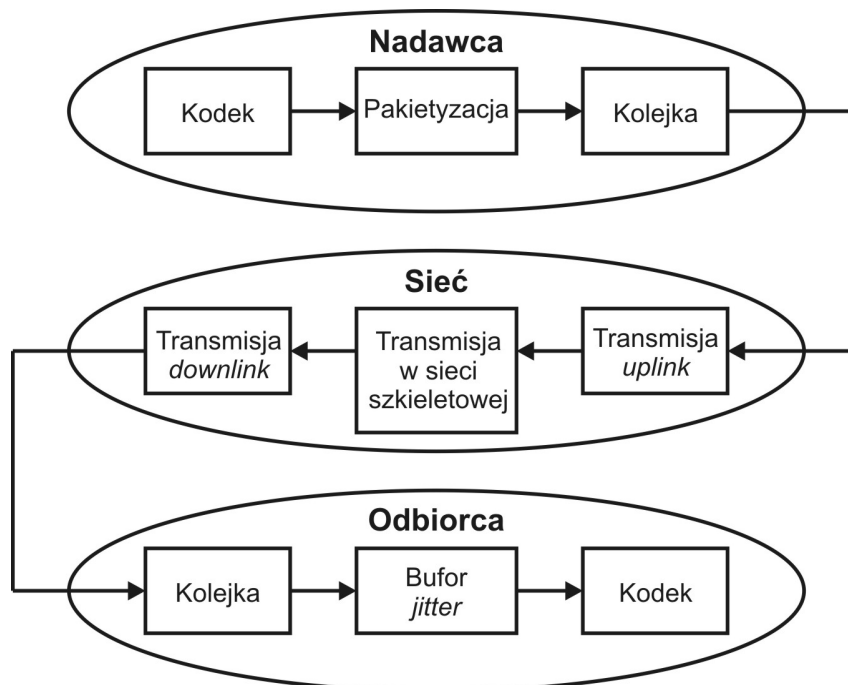 Nadawca
Kodek
Pakietyzacja
Kolejka
Sieć
Transmisja
downlink
Transmisja
w sieci
szkieletowej
Transmisja
uplink
Odbiorca
Kolejka
Bufor
jitter
Kodek